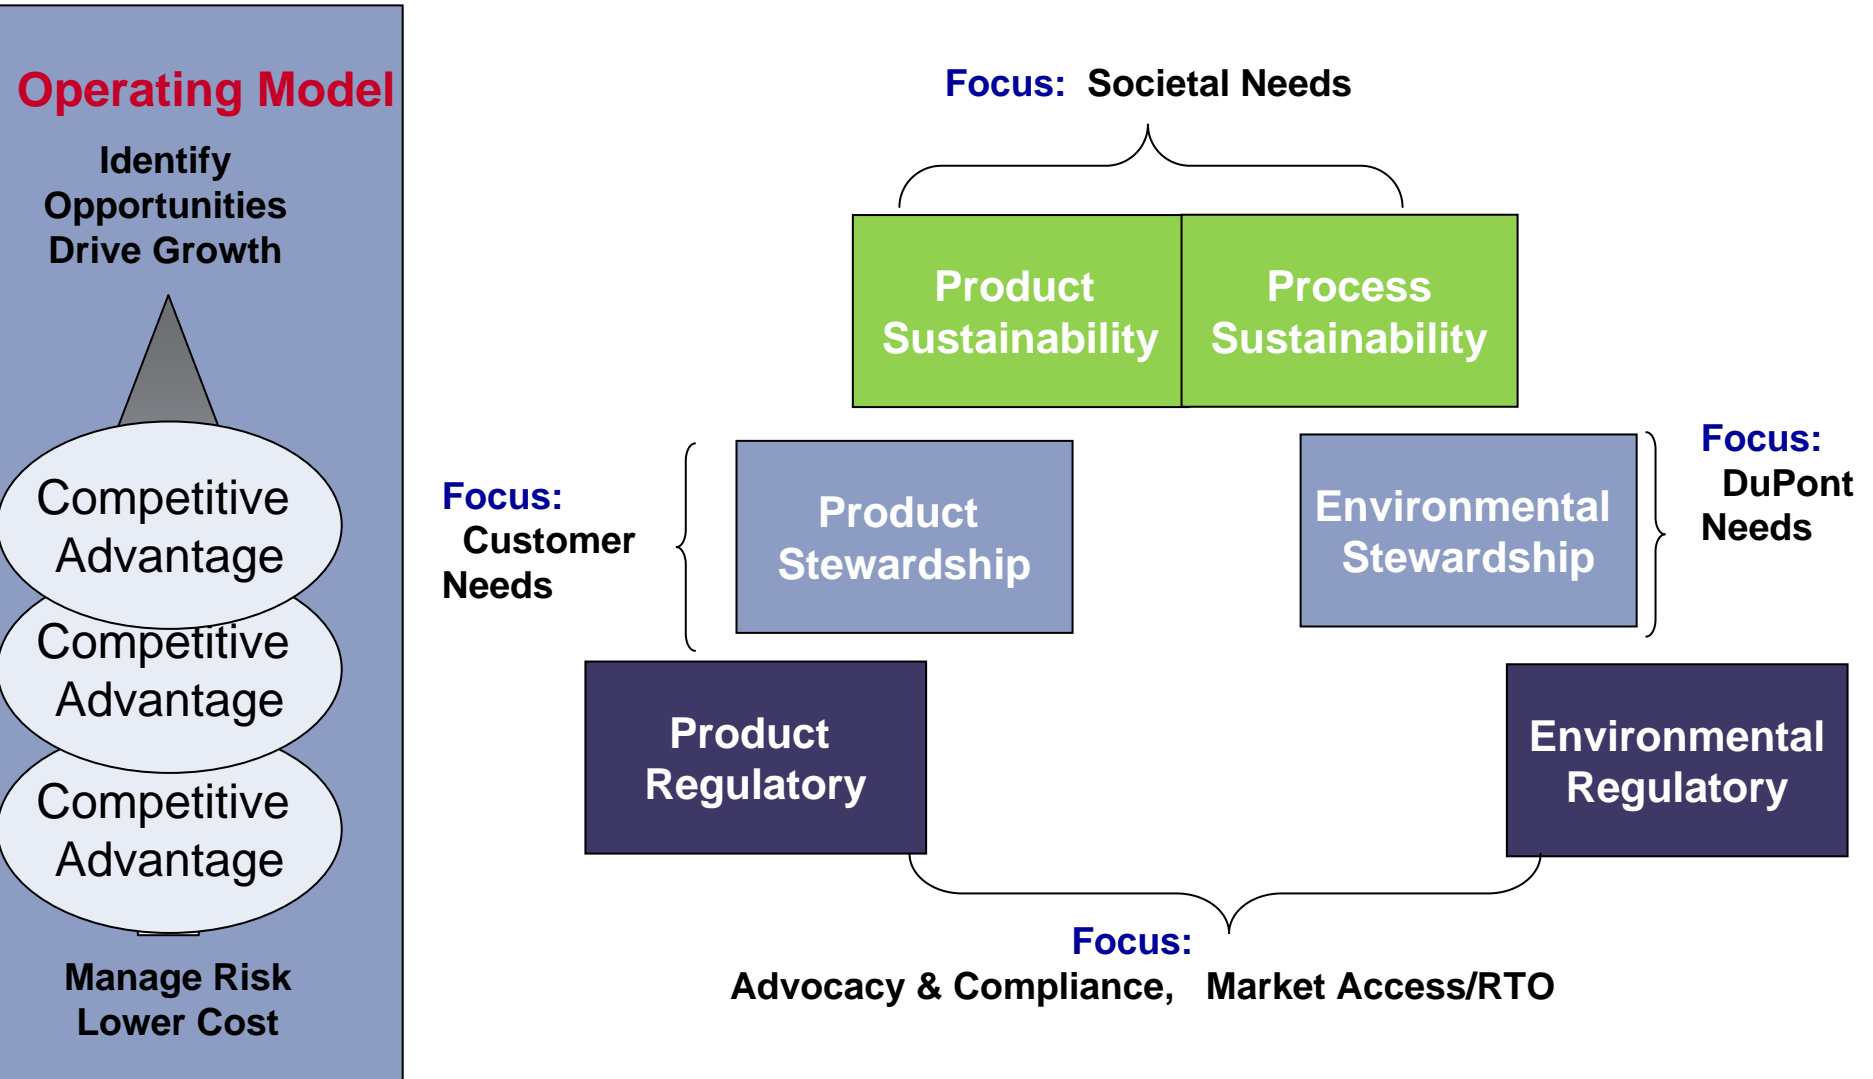 Operating Model
Identify
Opportunities
Drive Growth
Competitive
Advantage
Competitive
Advantage
Competitive
Advantage
Manage Risk
Lower Cost
Focus: Societal Needs
Product
Sustainability
Process
Sustainability
Focus:
Customer
Needs
Product
Stewardship
Environmental
Stewardship
Focus:
DuPont
Needs
Product
Regulatory
Environmental
Regulatory
Focus:
Advocacy & Compliance, Market Access/RTO